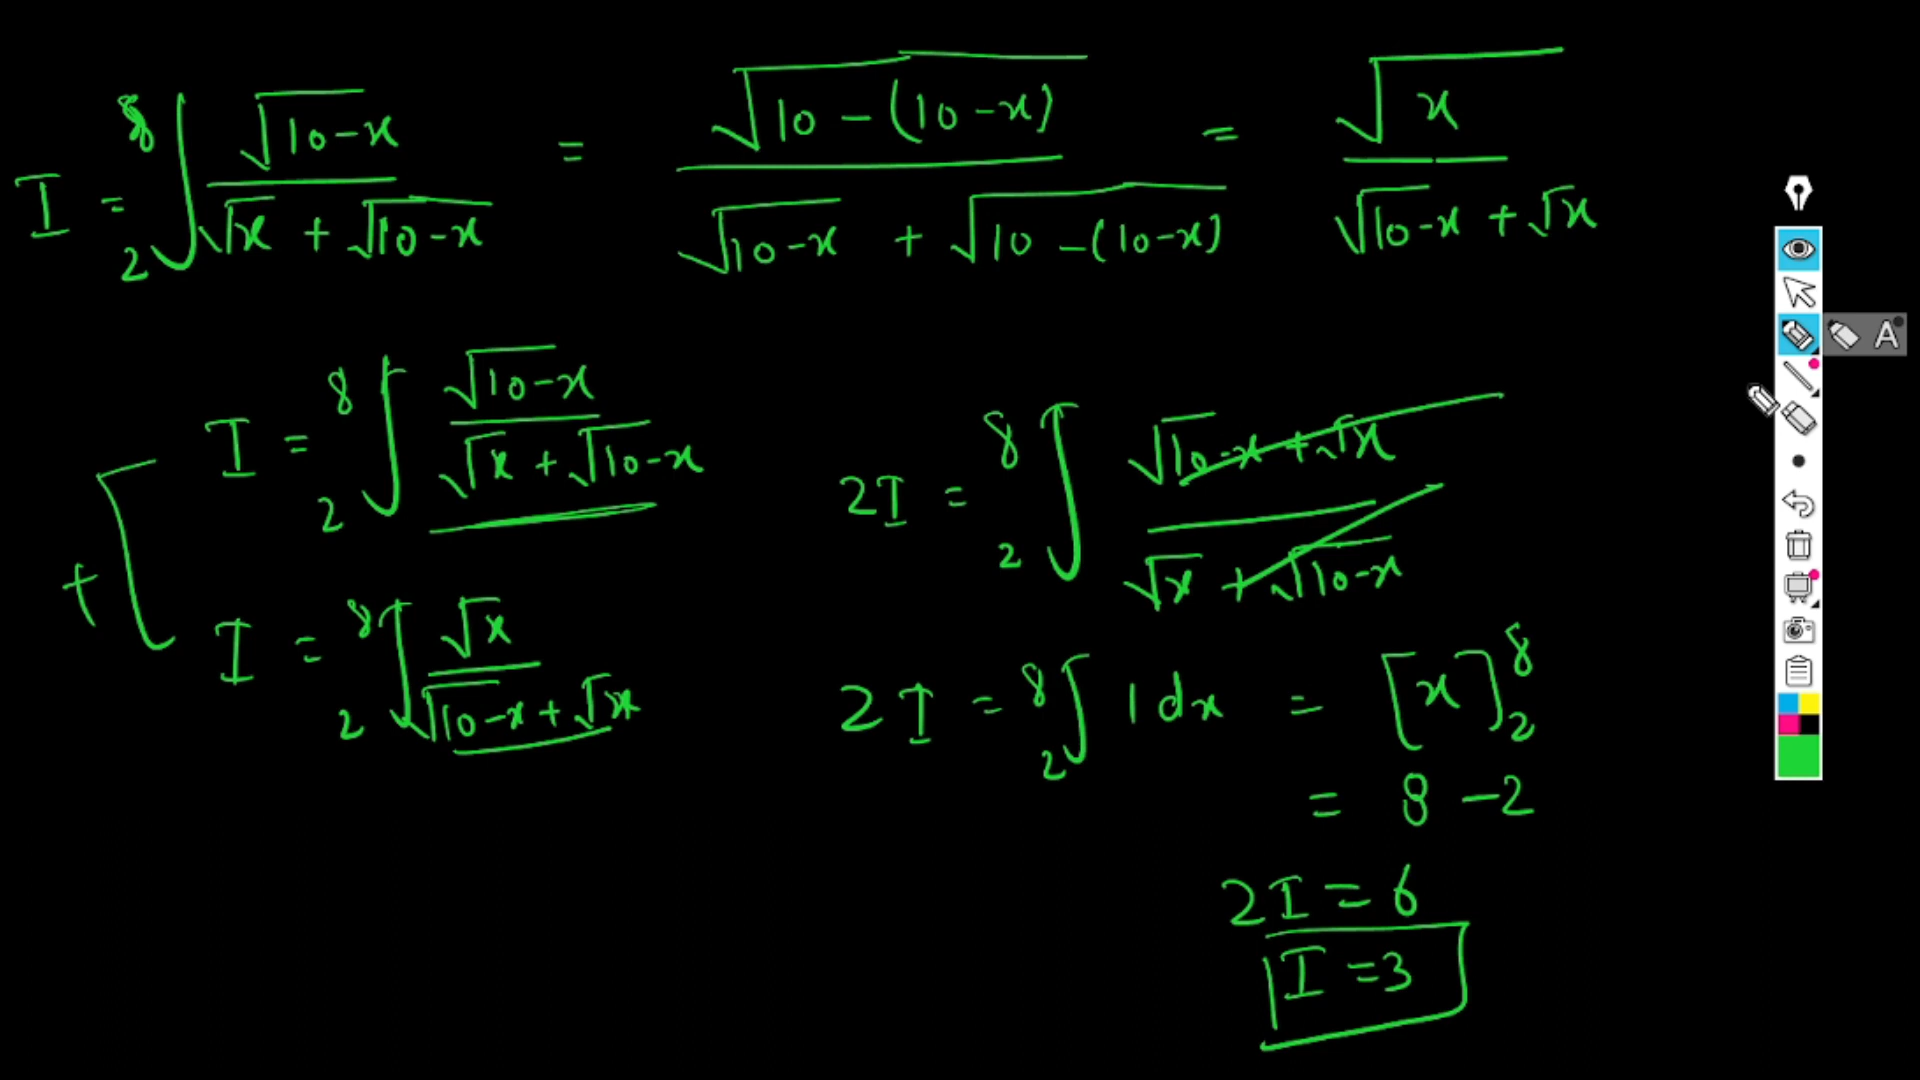 I = ₂⁸∫ √(10-x) / (√x + √(10-x)) = √(10-(10-x)) / (√(10-x) + √(10-(10-x))) = √x / (√(10-x) + √x)
I = ₂⁸∫ √(10-x) / (√x + √(10-x))
+
I = ₂⁸∫ √x / (√(10-x) + √x)
2I = ₂⁸∫ (√(10-x) + √x) / (√x + √(10-x))
2I = ₂⁸∫ 1 dx = [x]₂⁸
= 8 - 2
2I = 6
I = 3
A